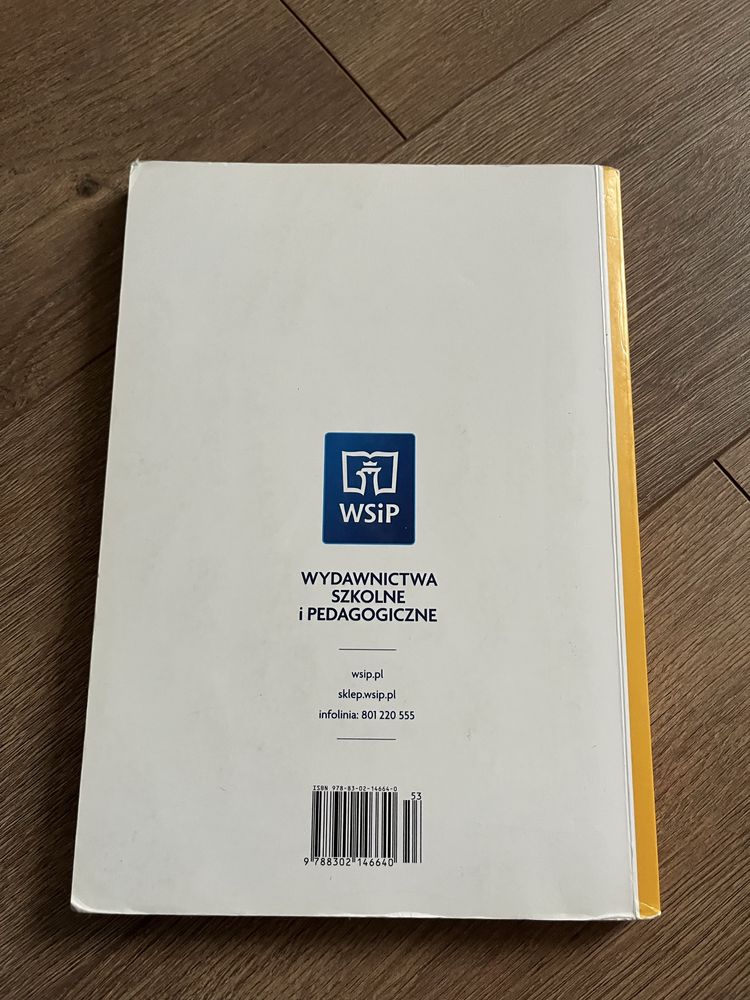 WSiP
WYDAWNICTWA
SZKOLNE
i PEDAGOGICZNE
wsip.pl
sklep.wsip.pl
infolinia: 801 220 555
ISBN 978-83-02-14664-0
53
9 788302 146640